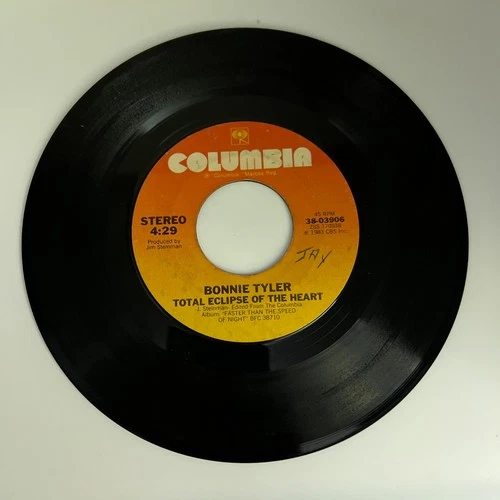 COLUMBIA
® "Columbia," Marcas Reg.
STEREO
4:29
Produced by
Jim Steinman
45 RPM
38-03906
ZSS 170539
℗ 1983 CBS Inc.
JAY
BONNIE TYLER
TOTAL ECLIPSE OF THE HEART
J. Steinman, Edited From The Columbia
Album "FASTER THAN THE SPEED
OF NIGHT" BFC 38710